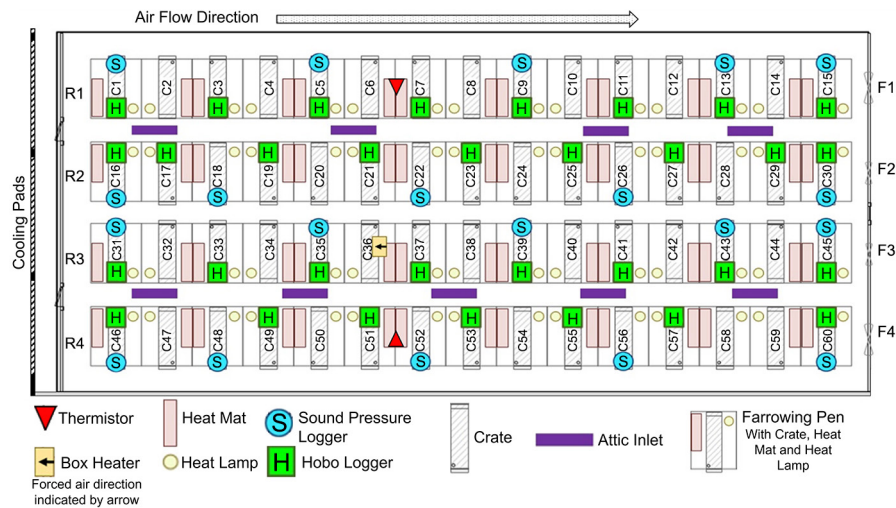 Air Flow Direction
Cooling Pads
R1
C1 C2 C3 C4 C5 C6 C7 C8 C9 C10 C11 C12 C13 C14 C15
S S S S S
H H H H H H H H
F1
R2
H H H H H H H H H
C16 C17 C18 C19 C20 C21 C22 C23 C24 C25 C26 C27 C28 C29 C30
S S S S S
F2
R3
S S S S S
C31 C32 C33 C34 C35 C36 C37 C38 C39 C40 C41 C42 C43 C44 C45
H H H H H H H H
F3
R4
H H H H H H H
C46 C47 C48 C49 C50 C51 C52 C53 C54 C55 C56 C57 C58 C59 C60
S S S S S
F4
Thermistor
Heat Mat
S Sound Pressure
Logger
Crate
Attic Inlet
Farrowing Pen
With Crate, Heat
Mat and Heat
Lamp
Box Heater
Forced air direction
indicated by arrow
Heat Lamp
H Hobo Logger